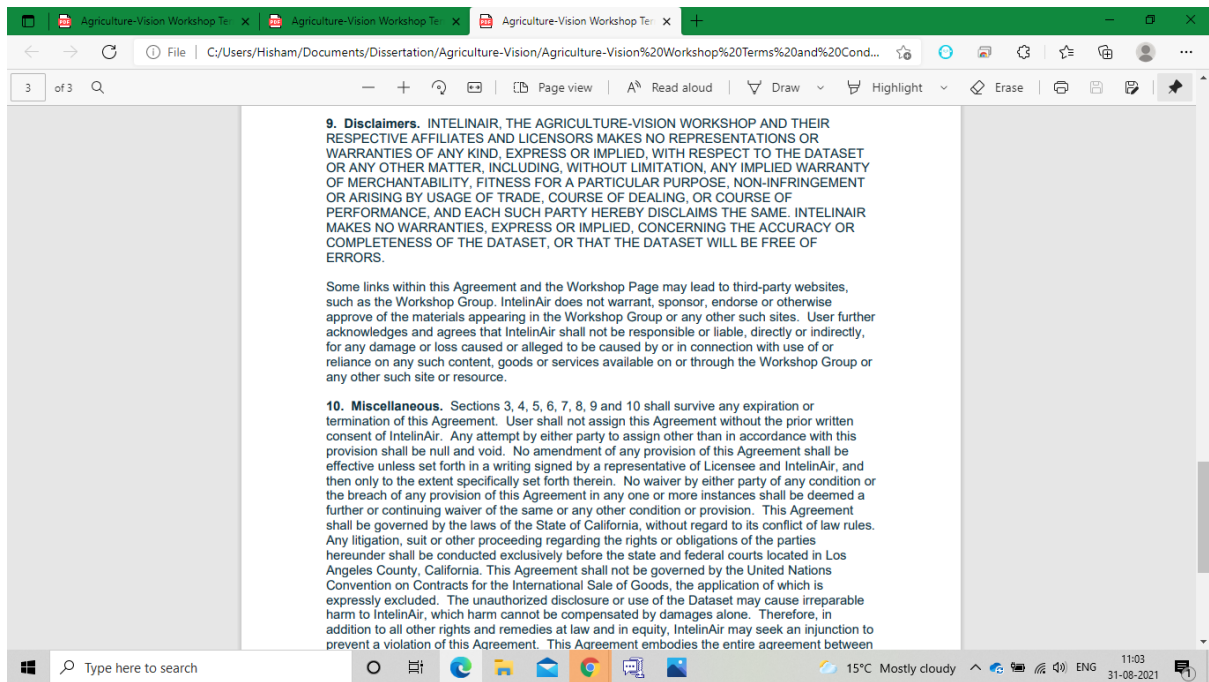 Agriculture-Vision Workshop Ter
Agriculture-Vision Workshop Ter
Agriculture-Vision Workshop Ter
File C:/Users/Hisham/Documents/Dissertation/Agriculture-Vision/Agriculture-Vision%20Workshop%20Terms%20and%20Cond...
3 of 3 Page view Read aloud Draw Highlight Erase
9. Disclaimers. INTELINAIR, THE AGRICULTURE-VISION WORKSHOP AND THEIR
RESPECTIVE AFFILIATES AND LICENSORS MAKES NO REPRESENTATIONS OR
WARRANTIES OF ANY KIND, EXPRESS OR IMPLIED, WITH RESPECT TO THE DATASET
OR ANY OTHER MATTER, INCLUDING, WITHOUT LIMITATION, ANY IMPLIED WARRANTY
OF MERCHANTABILITY, FITNESS FOR A PARTICULAR PURPOSE, NON-INFRINGEMENT
OR ARISING BY USAGE OF TRADE, COURSE OF DEALING, OR COURSE OF
PERFORMANCE, AND EACH SUCH PARTY HEREBY DISCLAIMS THE SAME. INTELINAIR
MAKES NO WARRANTIES, EXPRESS OR IMPLIED, CONCERNING THE ACCURACY OR
COMPLETENESS OF THE DATASET, OR THAT THE DATASET WILL BE FREE OF
ERRORS.
Some links within this Agreement and the Workshop Page may lead to third-party websites,
such as the Workshop Group. IntelinAir does not warrant, sponsor, endorse or otherwise
approve of the materials appearing in the Workshop Group or any other such sites. User further
acknowledges and agrees that IntelinAir shall not be responsible or liable, directly or indirectly,
for any damage or loss caused or alleged to be caused by or in connection with use of or
reliance on any such content, goods or services available on or through the Workshop Group or
any other such site or resource.
10. Miscellaneous. Sections 3, 4, 5, 6, 7, 8, 9 and 10 shall survive any expiration or
termination of this Agreement. User shall not assign this Agreement without the prior written
consent of IntelinAir. Any attempt by either party to assign other than in accordance with this
provision shall be null and void. No amendment of any provision of this Agreement shall be
effective unless set forth in a writing signed by a representative of Licensee and IntelinAir, and
then only to the extent specifically set forth therein. No waiver by either party of any condition or
the breach of any provision of this Agreement in any one or more instances shall be deemed a
further or continuing waiver of the same or any other condition or provision. This Agreement
shall be governed by the laws of the State of California, without regard to its conflict of law rules.
Any litigation, suit or other proceeding regarding the rights or obligations of the parties
hereunder shall be conducted exclusively before the state and federal courts located in Los
Angeles County, California. This Agreement shall not be governed by the United Nations
Convention on Contracts for the International Sale of Goods, the application of which is
expressly excluded. The unauthorized disclosure or use of the Dataset may cause irreparable
harm to IntelinAir, which harm cannot be compensated by damages alone. Therefore, in
addition to all other rights and remedies at law and in equity, IntelinAir may seek an injunction to
prevent a violation of this Agreement. This Agreement embodies the entire agreement between
Type here to search 15°C Mostly cloudy ENG 11:03
31-08-2021